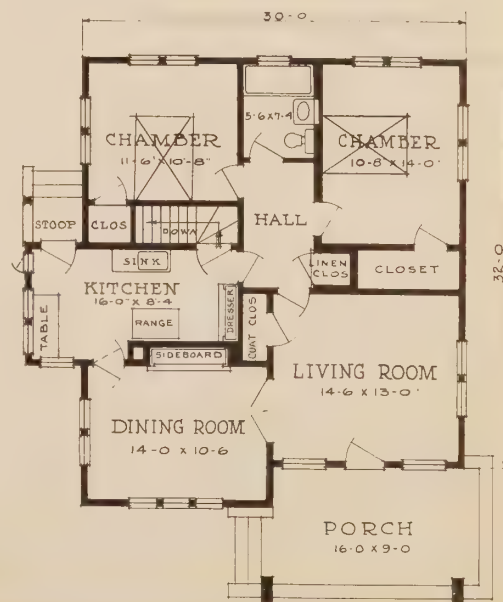 30-0
5-6 X 7-4
CHAMBER
11-6 X 10-8"
CHAMBER
10-8" X 14-0"
HALL
STOOP
CLOS
DOWN
SINK
LINEN
CLOS
CLOSET
32-0
KITCHEN
16-0 X 8-4
RANGE
TABLE
DRESSER
COAT CLOS
SIDEBOARD
LIVING ROOM
14-6 X 13-0
DINING ROOM
14-0 X 10-6
PORCH
16-0 X 9-0